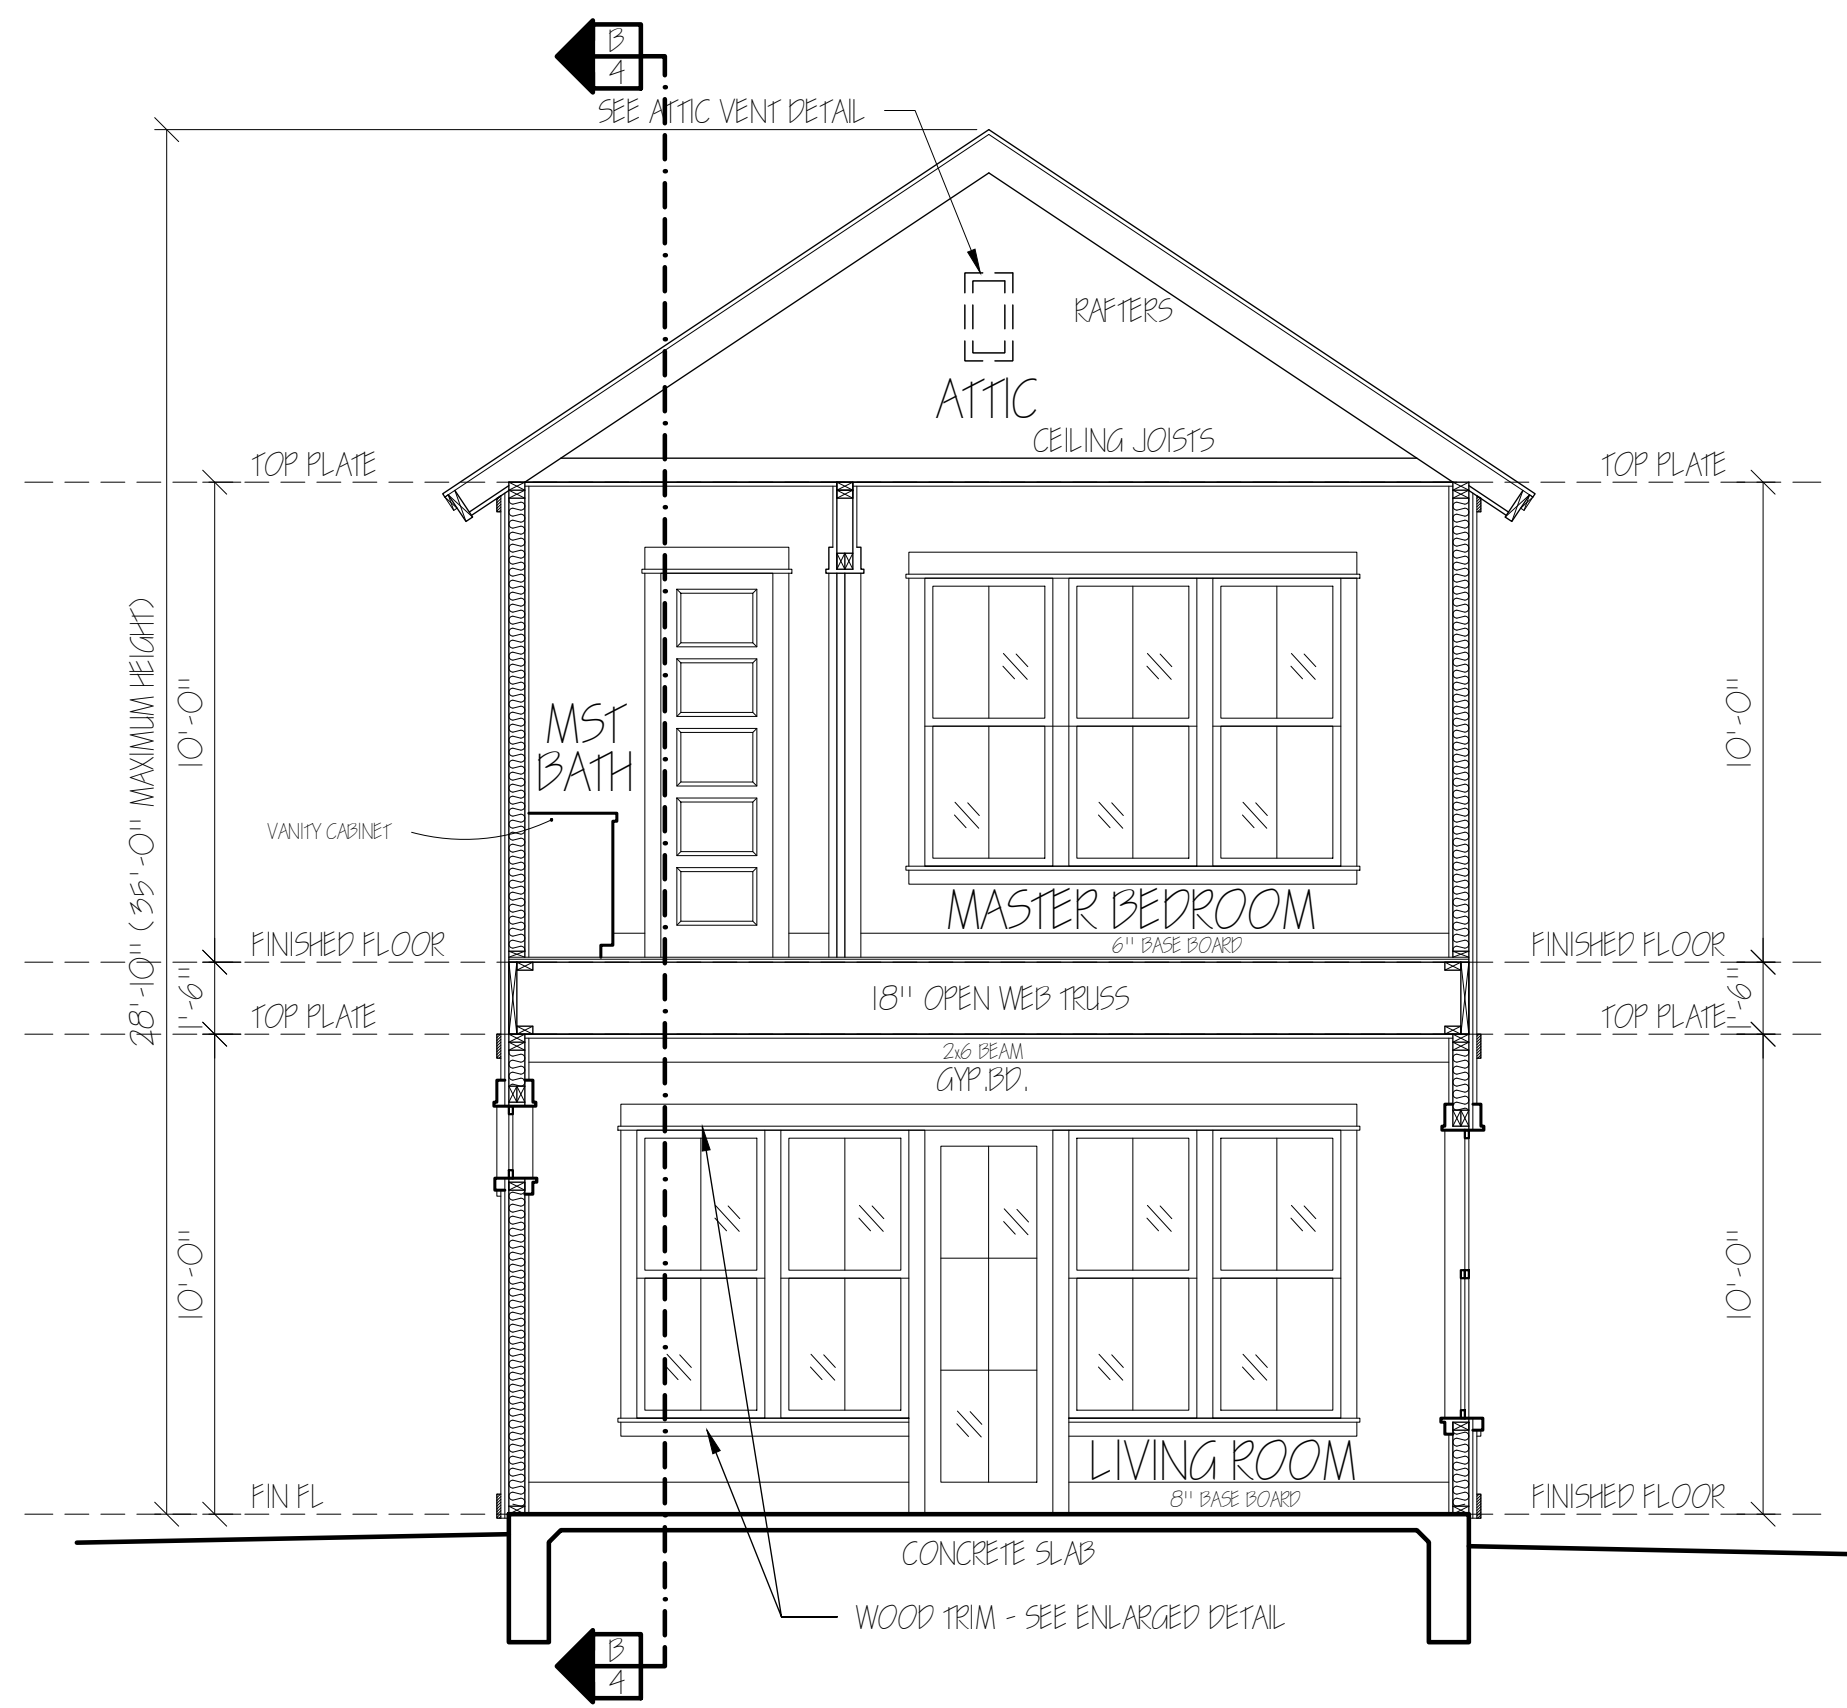 B
4
SEE ATTIC VENT DETAIL
RAFTERS
ATTIC
CEILING JOISTS
TOP PLATE
TOP PLATE
28'-10" ( 35'-0" MAXIMUM HEIGHT)
10'-0"
10'-0"
MST
BATH
VANITY CABINET
MASTER BEDROOM
6" BASE BOARD
FINISHED FLOOR
FINISHED FLOOR
1'-6"
18" OPEN WEB TRUSS
1'-6"
TOP PLATE
TOP PLATE
2x6 BEAM
GYP.BD.
10'-0"
10'-0"
LIVING ROOM
8" BASE BOARD
FIN FL
FINISHED FLOOR
CONCRETE SLAB
WOOD TRIM - SEE ENLARGED DETAIL
B
4